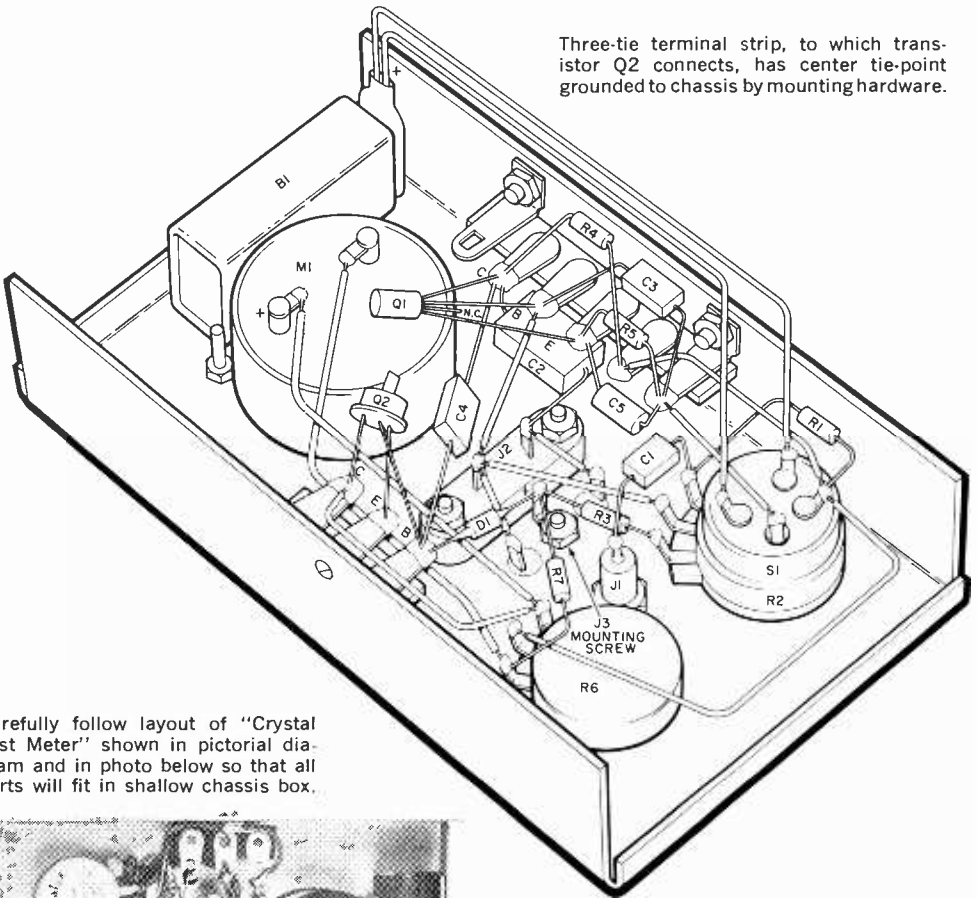 Three-tie terminal strip, to which trans-
istor Q2 connects, has center tie-point
grounded to chassis by mounting hardware.
+
B1
M1
+
Q1
C
N.C.
B
E
R4
C3
R5
C2
C5
R1
Q2
C4
J2
C1
C
E
B
D1
R3
R7
J1
S1
R2
J3
MOUNTING
SCREW
R6
refully follow layout of "Crystal
st Meter" shown in pictorial dia-
am and in photo below so that all
rts will fit in shallow chassis box.